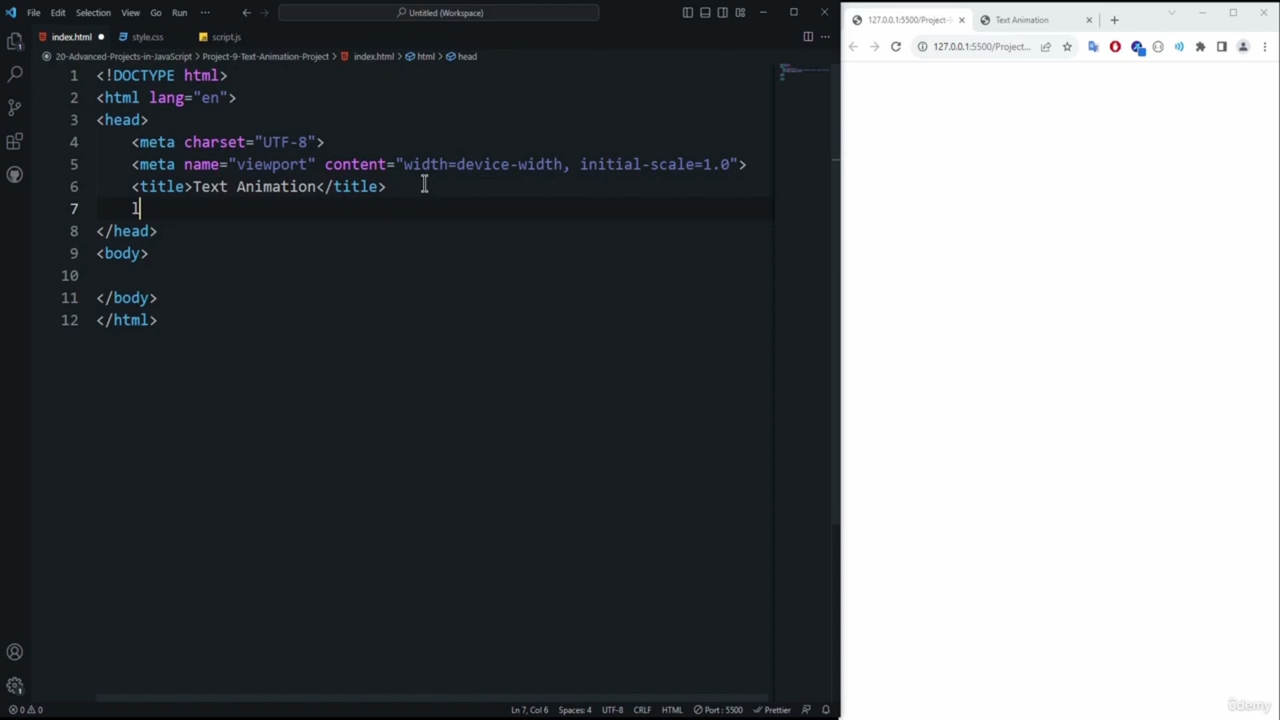 File Edit Selection View Go Run ··· Untitled (Workspace)
127.0.0.1:5500/Project- Text Animation
index.html style.css script.js
127.0.0.1:5500/Project...
20-Advanced-Projects-in-JavaScript > Project-9-Text-Animation-Project > index.html > html > head
1 <!DOCTYPE html>
2 <html lang="en">
3 <head>
4 <meta charset="UTF-8">
5 <meta name="viewport" content="width=device-width, initial-scale=1.0">
6 <title>Text Animation</title>
7 l
8 </head>
9 <body>
10
11 </body>
12 </html>
0 0 Ln 7, Col 6 Spaces: 4 UTF-8 CRLF HTML Port : 5500 Prettier
ûdemy